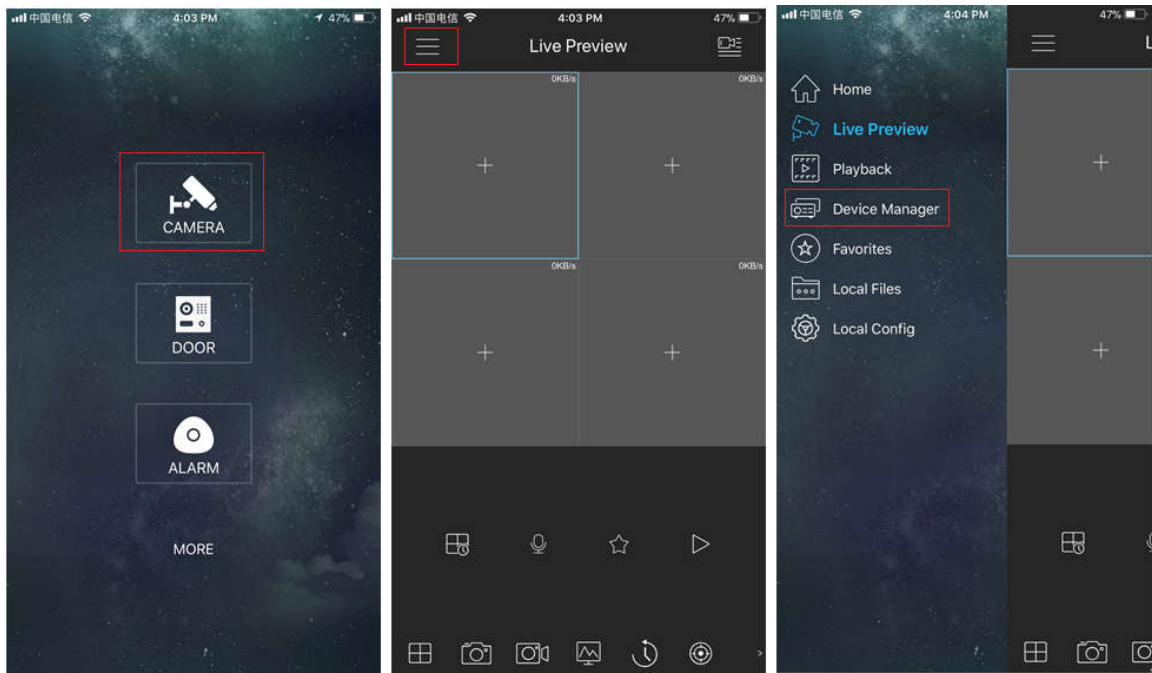 中国电信
4:03 PM
47%
CAMERA
DOOR
ALARM
MORE
中国电信
4:03 PM
47%
Live Preview
0KB/s
0KB/s
0KB/s
0KB/s
中国电信
4:04 PM
47%
L
Home
Live Preview
Playback
Device Manager
Favorites
Local Files
Local Config